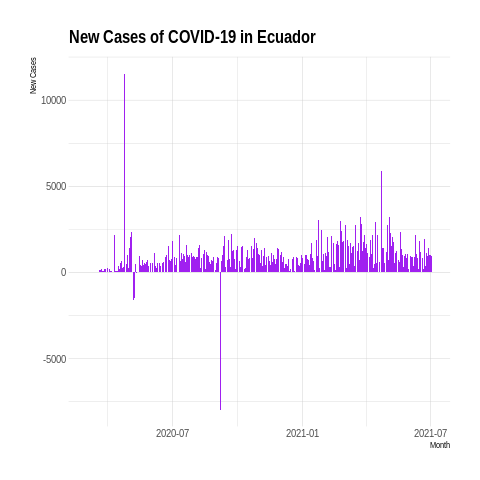 New Cases of COVID-19 in Ecuador
New Cases
10000
5000
0
-5000
2020-07
2021-01
2021-07
Month